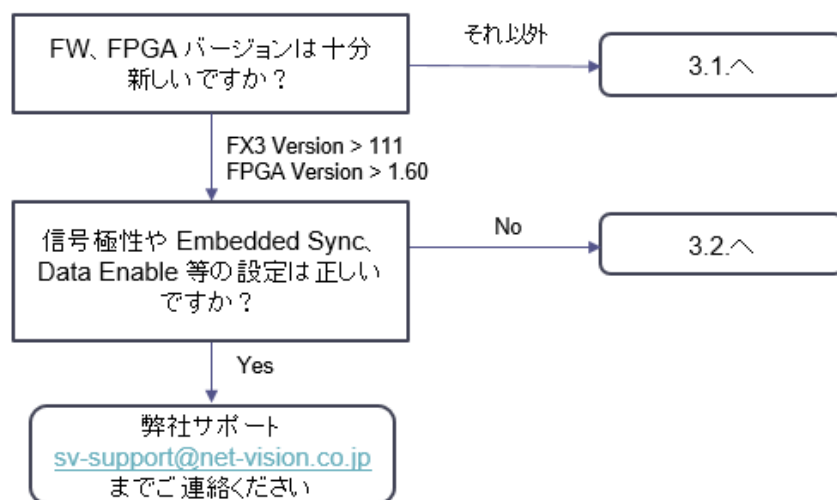 FW、FPGA バージョンは十分
新しいですか？
それ以外
3.1.へ
FX3 Version > 111
FPGA Version > 1.60
信号極性や Embedded Sync、
Data Enable 等の設定は正しい
ですか？
No
3.2.へ
Yes
弊社サポート
sv-support@net-vision.co.jp
までご連絡ください